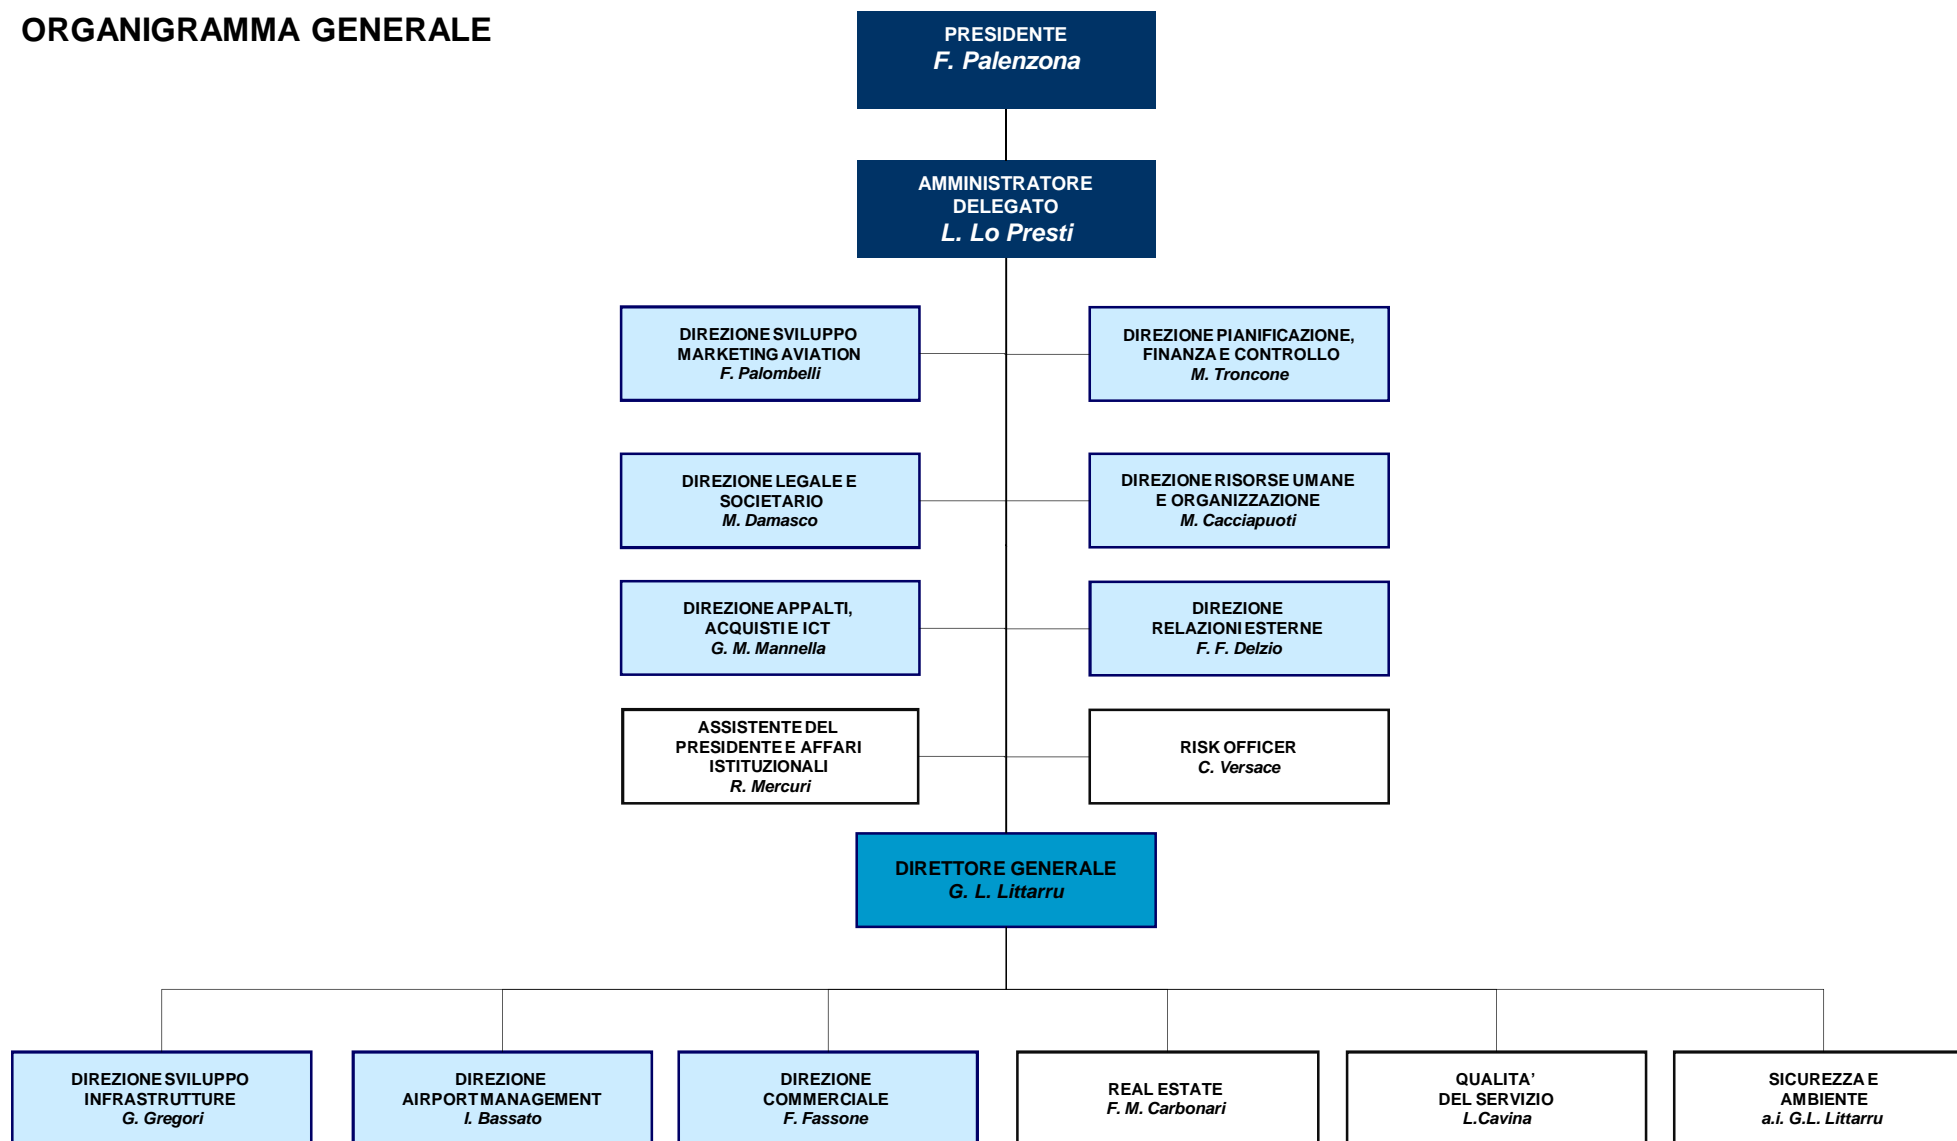 ORGANIGRAMMA GENERALE
PRESIDENTE
F. Palenzona
AMMINISTRATORE
DELEGATO
L. Lo Presti
DIREZIONE SVILUPPO
MARKETING AVIATION
F. Palombelli
DIREZIONE PIANIFICAZIONE,
FINANZA E CONTROLLO
M. Troncone
DIREZIONE LEGALE E
SOCIETARIO
M. Damasco
DIREZIONE RISORSE UMANE
E ORGANIZZAZIONE
M. Cacciapuoti
DIREZIONE APPALTI,
ACQUISTI E ICT
G. M. Mannella
DIREZIONE
RELAZIONI ESTERNE
F. F. Delzio
ASSISTENTE DEL
PRESIDENTE E AFFARI
ISTITUZIONALI
R. Mercuri
RISK OFFICER
C. Versace
DIRETTORE GENERALE
G. L. Littarru
DIREZIONE SVILUPPO
INFRASTRUTTURE
G. Gregori
DIREZIONE
AIRPORT MANAGEMENT
I. Bassato
DIREZIONE
COMMERCIALE
F. Fassone
REAL ESTATE
F. M. Carbonari
QUALITA'
DEL SERVIZIO
L.Cavina
SICUREZZA E
AMBIENTE
a.i. G.L. Littarru